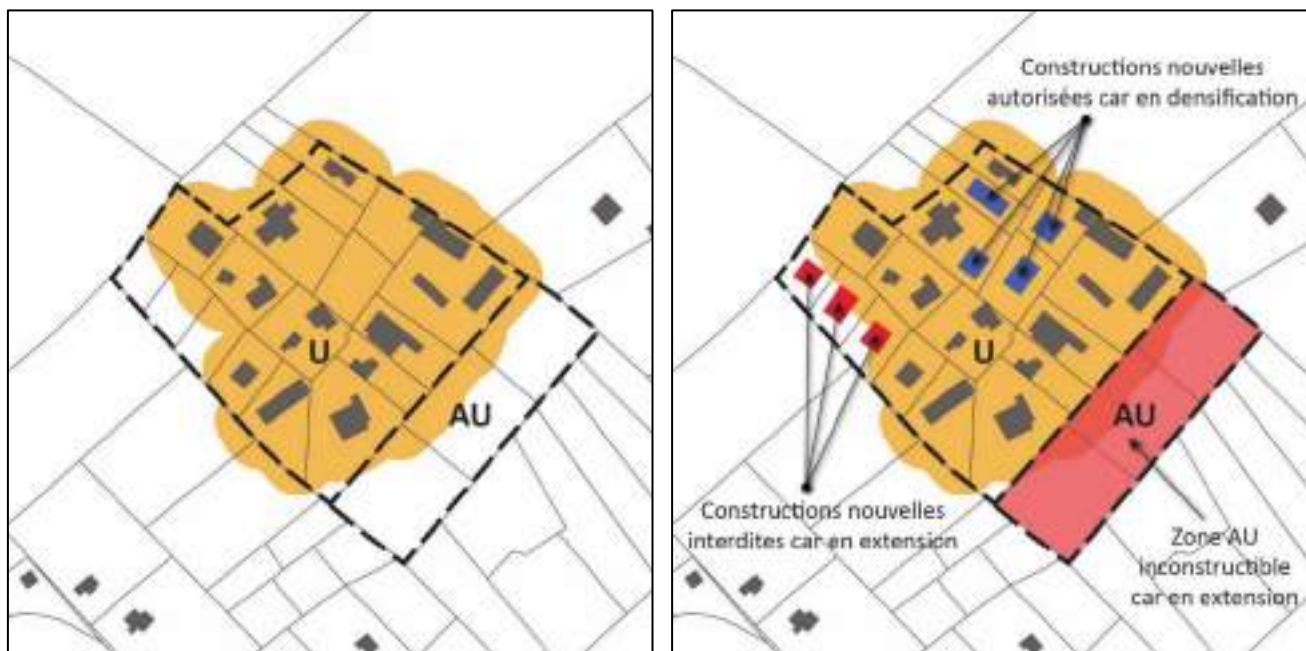 U
AU
Constructions nouvelles
autorisées car en densification
U
AU
Constructions nouvelles
interdites car en extension
Zone AU
inconstructible
car en extension